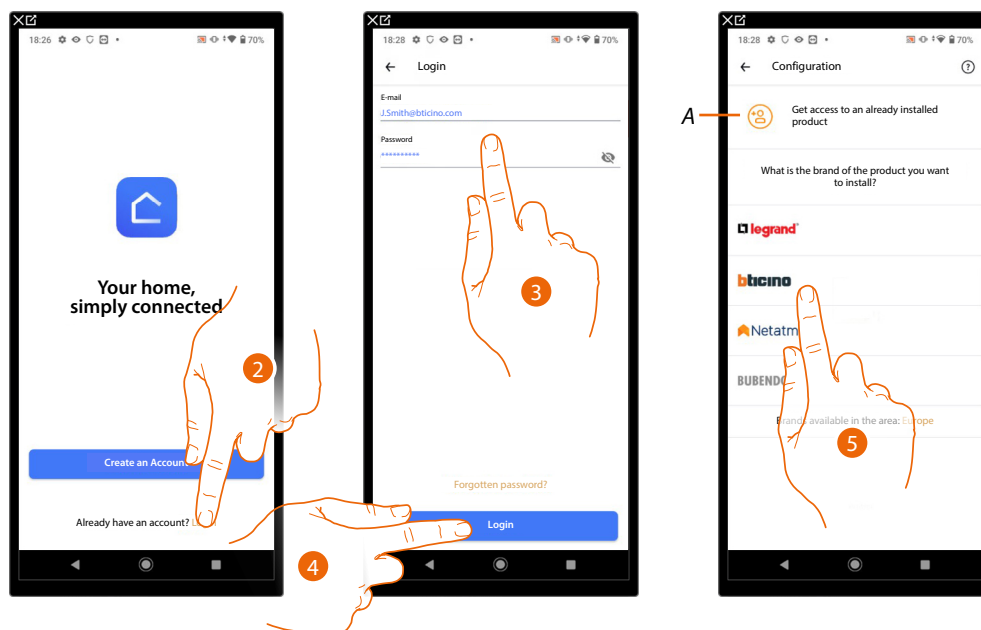 18:26
70%
Your home,
simply connected
2
Create an Accoun
Already have an account? L
18:28
70%
Login
E-mail
J.Smith@bticino.com
Password
**********
3
Forgotten password?
Login
4
18:28
70%
Configuration
?
A
Get access to an already installed
product
What is the brand of the product you want
to install?
legrand
bticino
Netatm
BUBEND
Brands available in the area: Europe
5